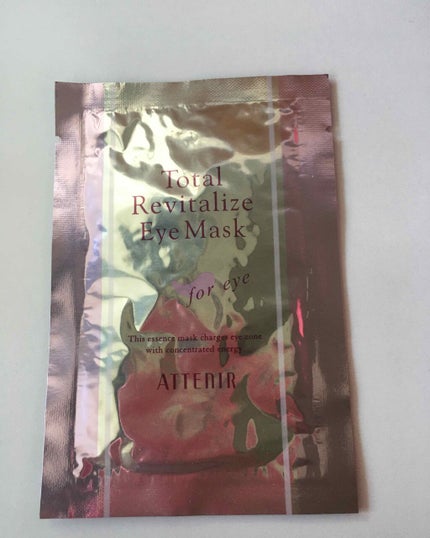 Total
Revitalize
Eye Mask
for eye
This essence mask charges eye zone
with concentrated energy
ATTENIR